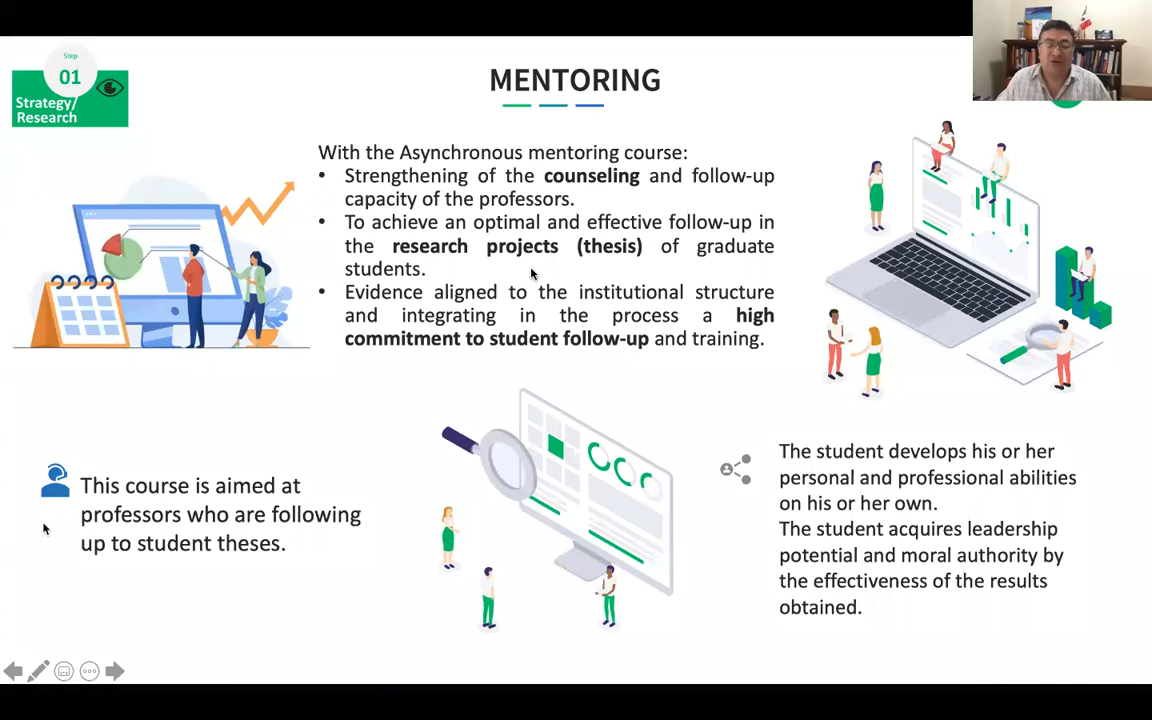 Step
01
Strategy/
Research
MENTORING
With the Asynchronous mentoring course:
• Strengthening of the counseling and follow-up
capacity of the professors.
• To achieve an optimal and effective follow-up in
the research projects (thesis) of graduate
students.
• Evidence aligned to the institutional structure
and integrating in the process a high
commitment to student follow-up and training.
This course is aimed at
professors who are following
up to student theses.
The student develops his or her
personal and professional abilities
on his or her own.
The student acquires leadership
potential and moral authority by
the effectiveness of the results
obtained.